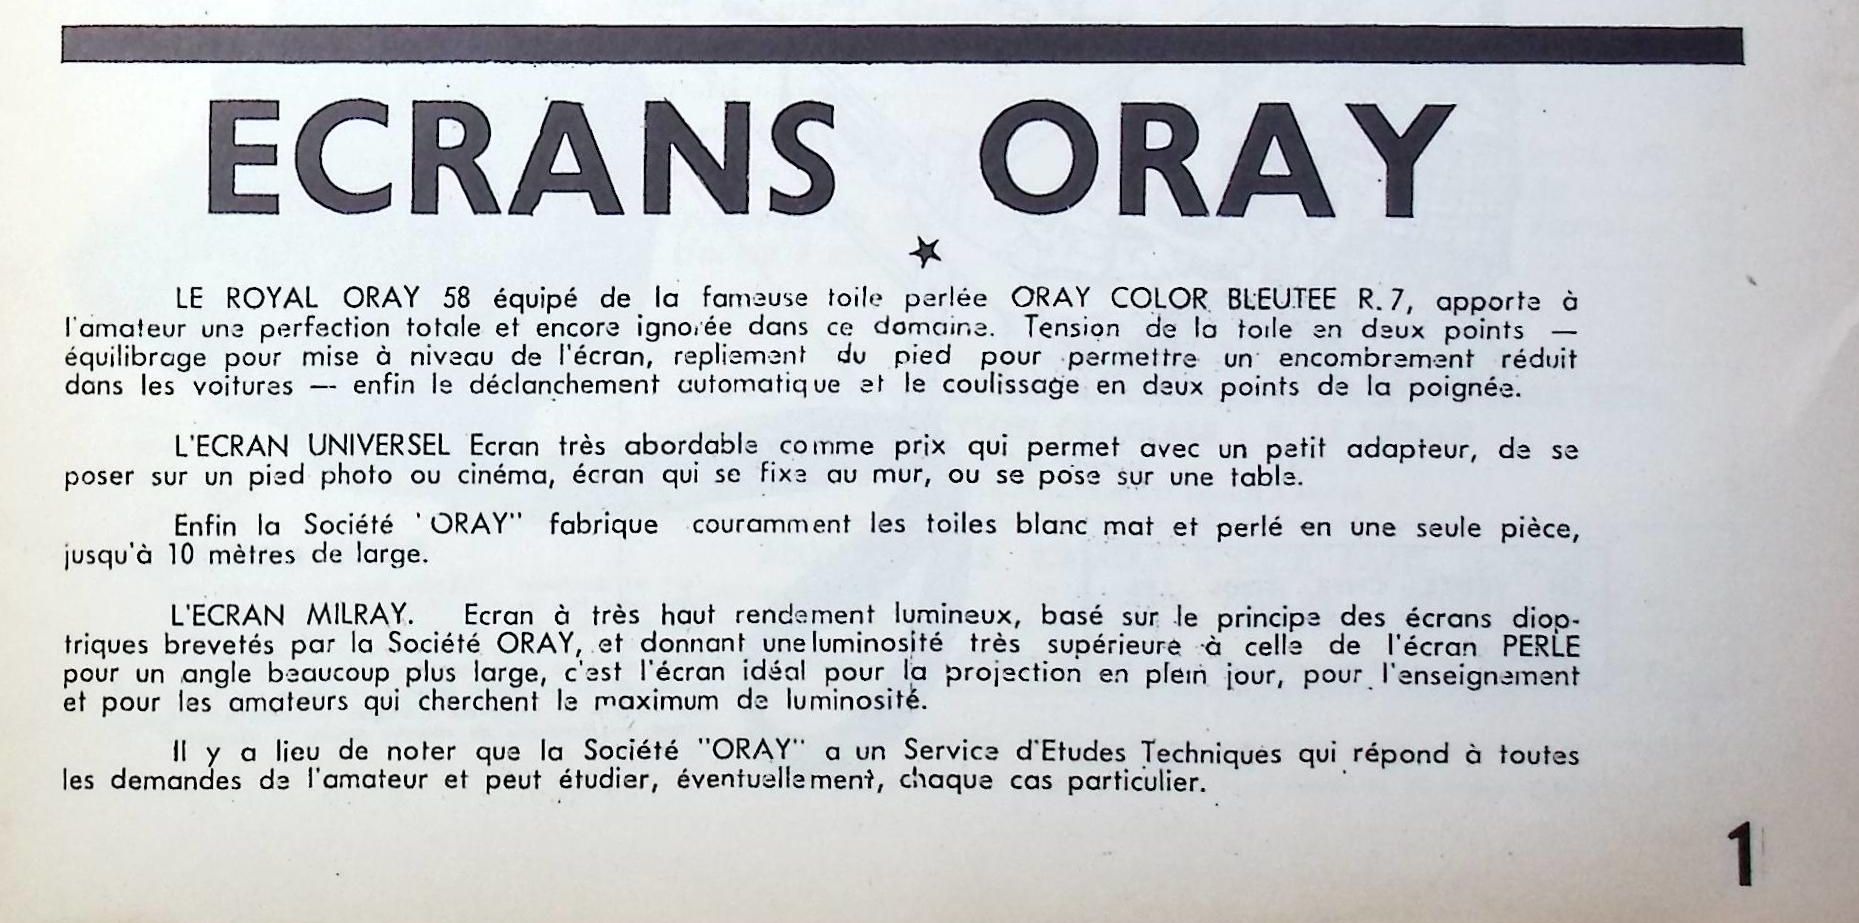 ECRANS ORAY
LE ROYAL ORAY 58 équipé de la fameuse toile perlée ORAY COLOR BLEUTEE R.7, apporte à
l'amateur une perfection totale et encore ignorée dans ce domaine. Tension de la toile en deux points —
équilibrage pour mise à niveau de l'écran, repliement du pied pour permettre un encombrement réduit
dans les voitures — enfin le déclanchement automatique et le coulissage en deux points de la poignée.
L'ECRAN UNIVERSEL Ecran très abordable comme prix qui permet avec un petit adapteur, de se
poser sur un pied photo ou cinéma, écran qui se fixe au mur, ou se pose sur une table.
Enfin la Société 'ORAY" fabrique couramment les toiles blanc mat et perlé en une seule pièce,
jusqu'à 10 mètres de large.
L'ECRAN MILRAY. Ecran à très haut rendement lumineux, basé sur le principe des écrans diop-
triques brevetés par la Société ORAY, et donnant une luminosité très supérieure à celle de l'écran PERLE
pour un angle beaucoup plus large, c'est l'écran idéal pour la projection en plein jour, pour l'enseignement
et pour les amateurs qui cherchent le maximum de luminosité.
Il y a lieu de noter que la Société "ORAY" a un Service d'Etudes Techniques qui répond à toutes
les demandes de l'amateur et peut étudier, éventuellement, chaque cas particulier.
1